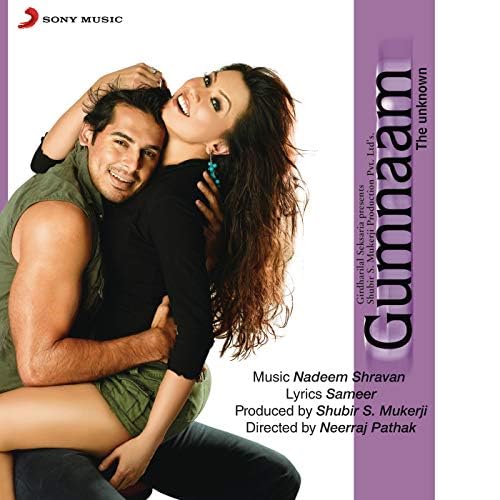 SONY MUSIC
Girdharilal Seksaria presents
Shubir S. Mukerji Production Pvt. Ltd's.
Gumnaam
The unknown
Music Nadeem Shravan
Lyrics Sameer
Produced by Shubir S. Mukerji
Directed by Neerraj Pathak